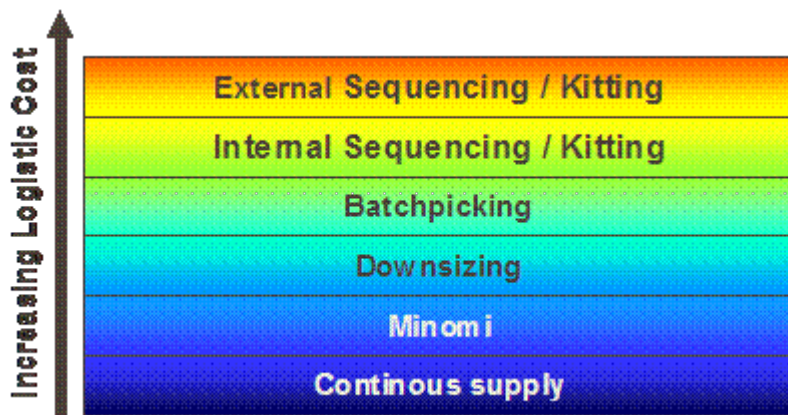 Increasing Logistic Cost
External Sequencing / Kitting
Internal Sequencing / Kitting
Batchpicking
Downsizing
Minomi
Continous supply